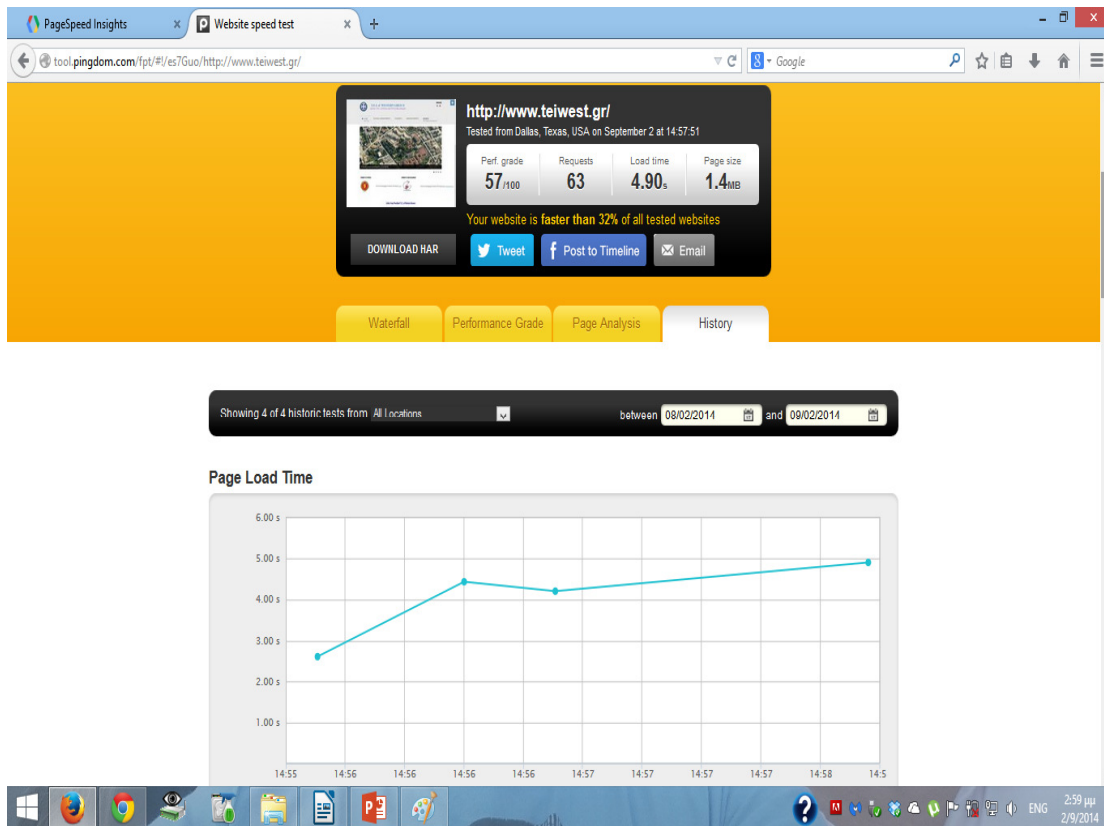 PageSpeed Insights
Website speed test
tool.pingdom.com/fpt/#!/es7Guo/http://www.teiwest.gr/
Google
http://www.teiwest.gr/
Tested from Dallas, Texas, USA on September 2 at 14:57:51
Perf. grade Requests Load time Page size
57/100 63 4.90s 1.4MB
Your website is faster than 32% of all tested websites
DOWNLOAD HAR Tweet Post to Timeline Email
Waterfall Performance Grade Page Analysis History
Showing 4 of 4 historic tests from All Locations between 08/02/2014 and 09/02/2014
Page Load Time
6.00 s
5.00 s
4.00 s
3.00 s
2.00 s
1.00 s
14:55 14:56 14:56 14:56 14:56 14:57 14:57 14:57 14:57 14:58 14:5
ENG 2:59 μμ
2/9/2014